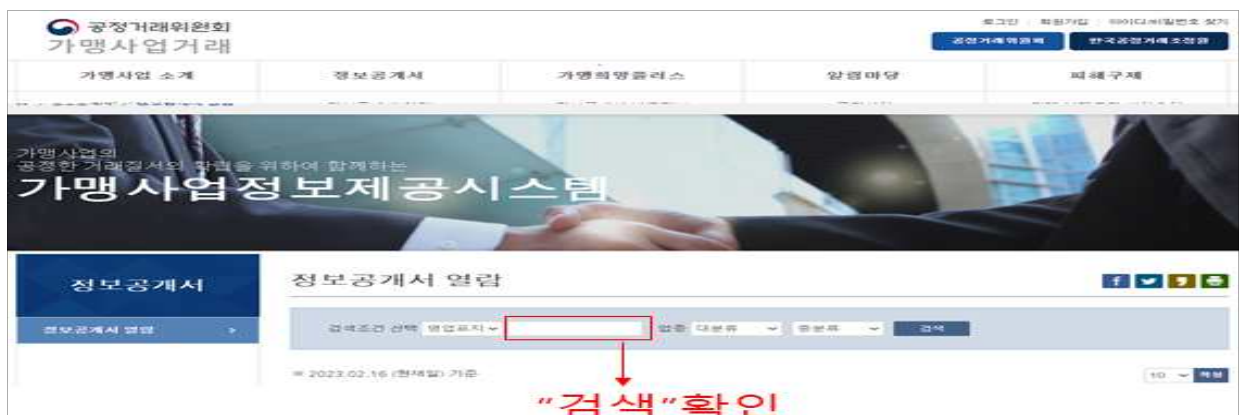 로그인 회원가입 아이디/비밀번호 찾기
공정거래위원회
가맹사업거래
공정거래위원회 한국공정거래조정원
가맹사업 소개 정보공개서 가맹희망플러스 알림마당 피해구제
가맹사업의
공정한 거래질서의 확립을 위하여 함께하는
가맹사업정보제공시스템
정보공개서
정보공개서 열람 >
정보공개서 열람
검색조건 선택 영업표지 업종 대분류 중분류 검색
※ 2023.02.16 (현재일) 기준
10 적용
"검색"확인